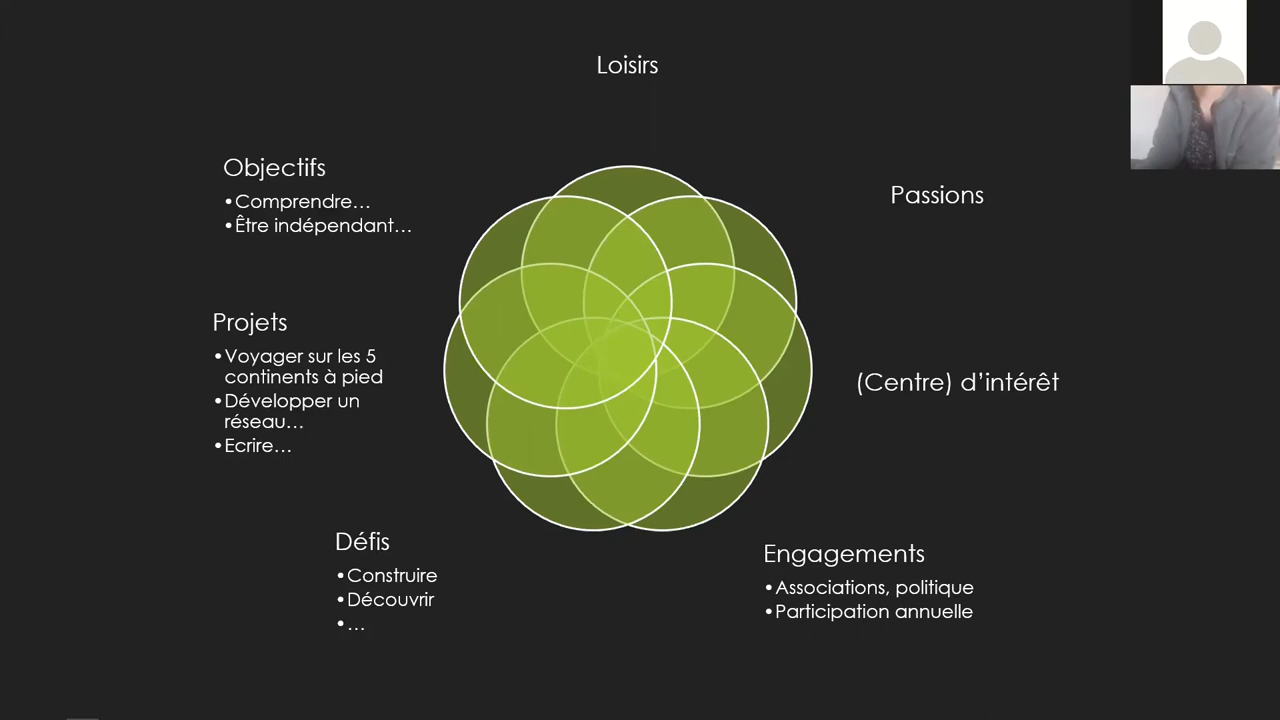 Loisirs
Objectifs
•Comprendre…
•Être indépendant…
Passions
Projets
•Voyager sur les 5
continents à pied
•Développer un
réseau…
•Ecrire…
(Centre) d’intérêt
Défis
•Construire
•Découvrir
•…
Engagements
•Associations, politique
•Participation annuelle